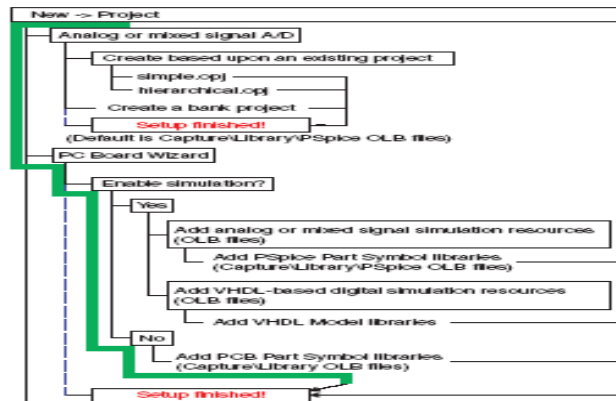 New -> Project
Analog or mixed signal A/D
Create based upon an existing project
simple.opj
hierarchical.opj
Create a bank project
Setup finished!
(Default is Capture\Library\PSpice OLB files)
PC Board Wizard
Enable simulation?
Yes
Add analog or mixed signal simulation resources
(OLB files)
Add PSpice Part Symbol libraries
(Capture\Library\PSpice OLB files)
Add VHDL-based digital simulation resources
(OLB files)
Add VHDL Model libraries
No
Add PCB Part Symbol libraries
(Capture\Library OLB files)
Setup finished!